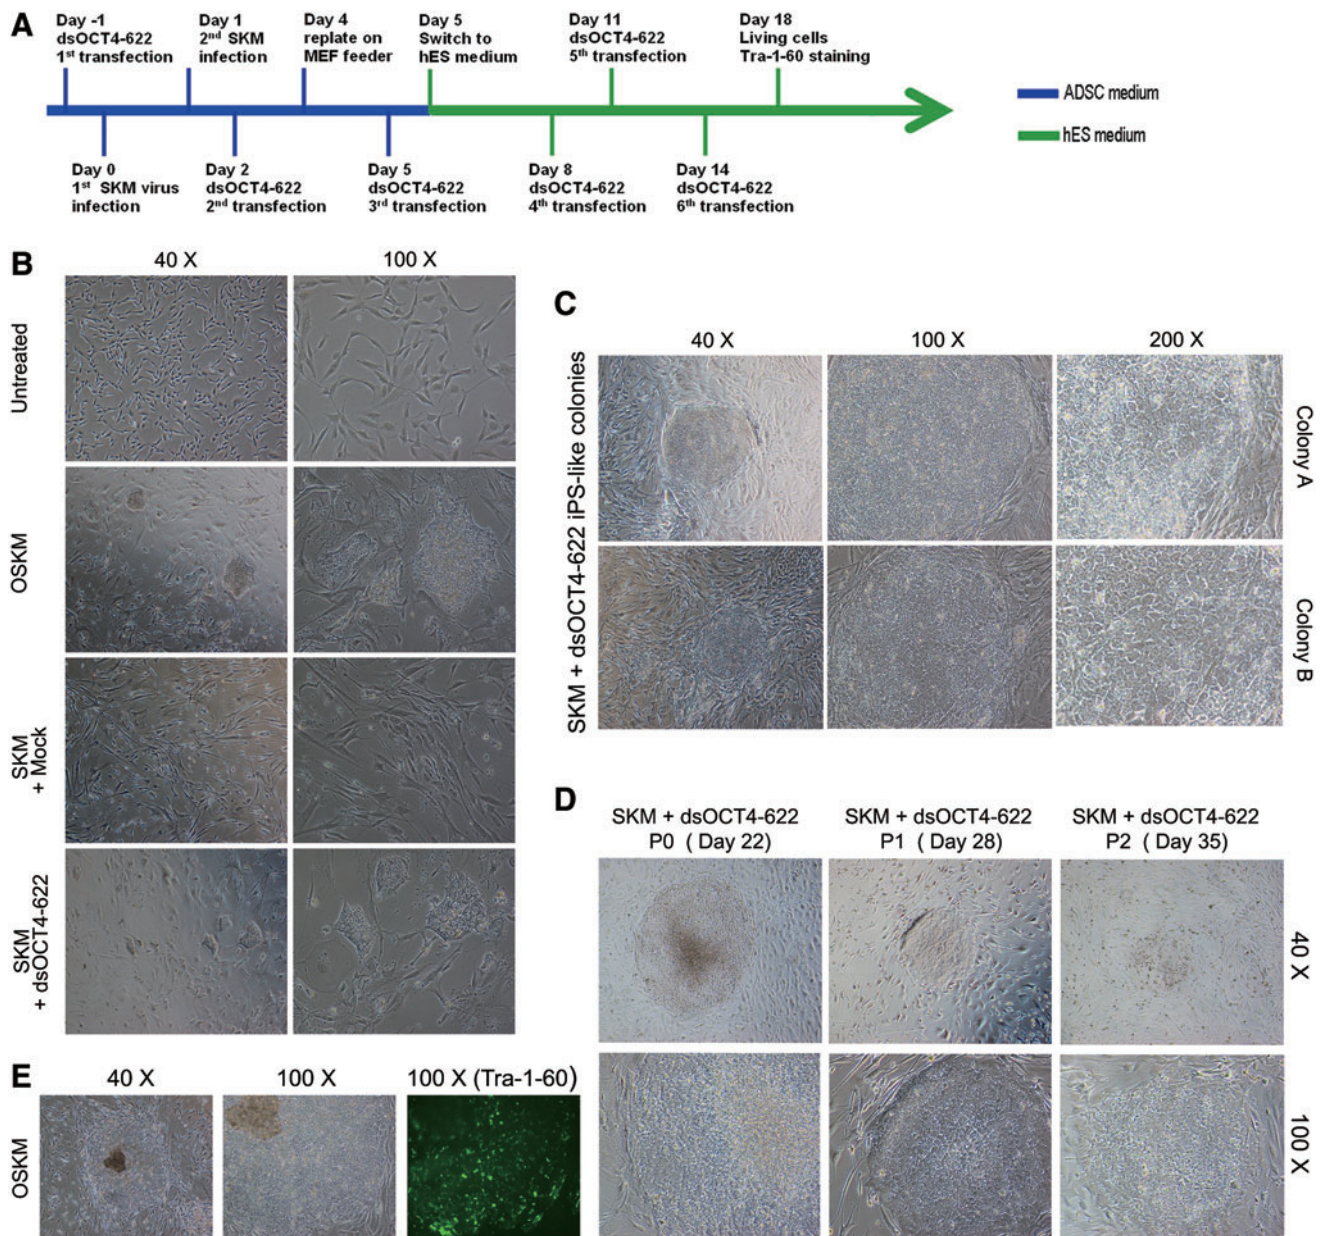 A
Day -1
dsOCT4-622
1st transfection
Day 1
2nd SKM
infection
Day 4
replate on
MEF feeder
Day 5
Switch to
hES medium
Day 11
dsOCT4-622
5th transfection
Day 18
Living cells
Tra-1-60 staining
ADSC medium
hES medium
Day 0
1st SKM virus
infection
Day 2
dsOCT4-622
2nd transfection
Day 5
dsOCT4-622
3rd transfection
Day 8
dsOCT4-622
4th transfection
Day 14
dsOCT4-622
6th transfection
B
40 X
100 X
Untreated
OSKM
SKM
+ Mock
SKM
+ dsOCT4-622
C
40 X
100 X
200 X
SKM + dsOCT4-622 iPS-like colonies
Colony A
Colony B
D
SKM + dsOCT4-622
P0 ( Day 22)
SKM + dsOCT4-622
P1 ( Day 28)
SKM + dsOCT4-622
P2 ( Day 35)
40 X
100 X
E
40 X
100 X
100 X (Tra-1-60)
OSKM